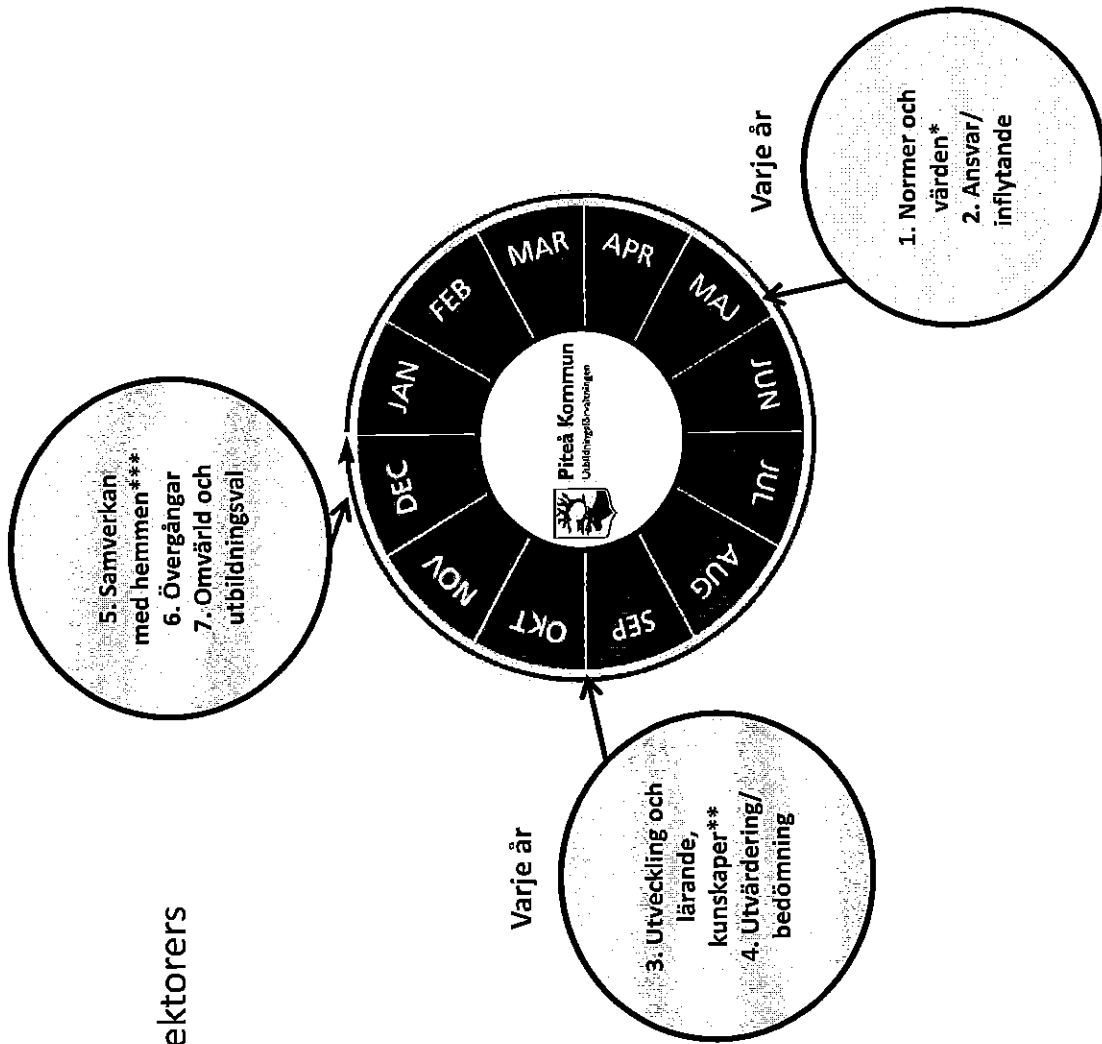 ektorers
5. Samverkan
med hemmen***
6. Övergångar
7. Omvärld och
utbildningsval
JAN
FEB
MAR
APR
MAJ
JUN
JUL
AUG
SEP
OKT
NOV
DEC
Piteå Kommun
Utbildningsförvaltningen
Varje år
3. Utveckling och
lärande,
kunskaper**
4. Utvärdering/
bedömning
Varje år
1. Normer och
värden*
2. Ansvar/
inflytande